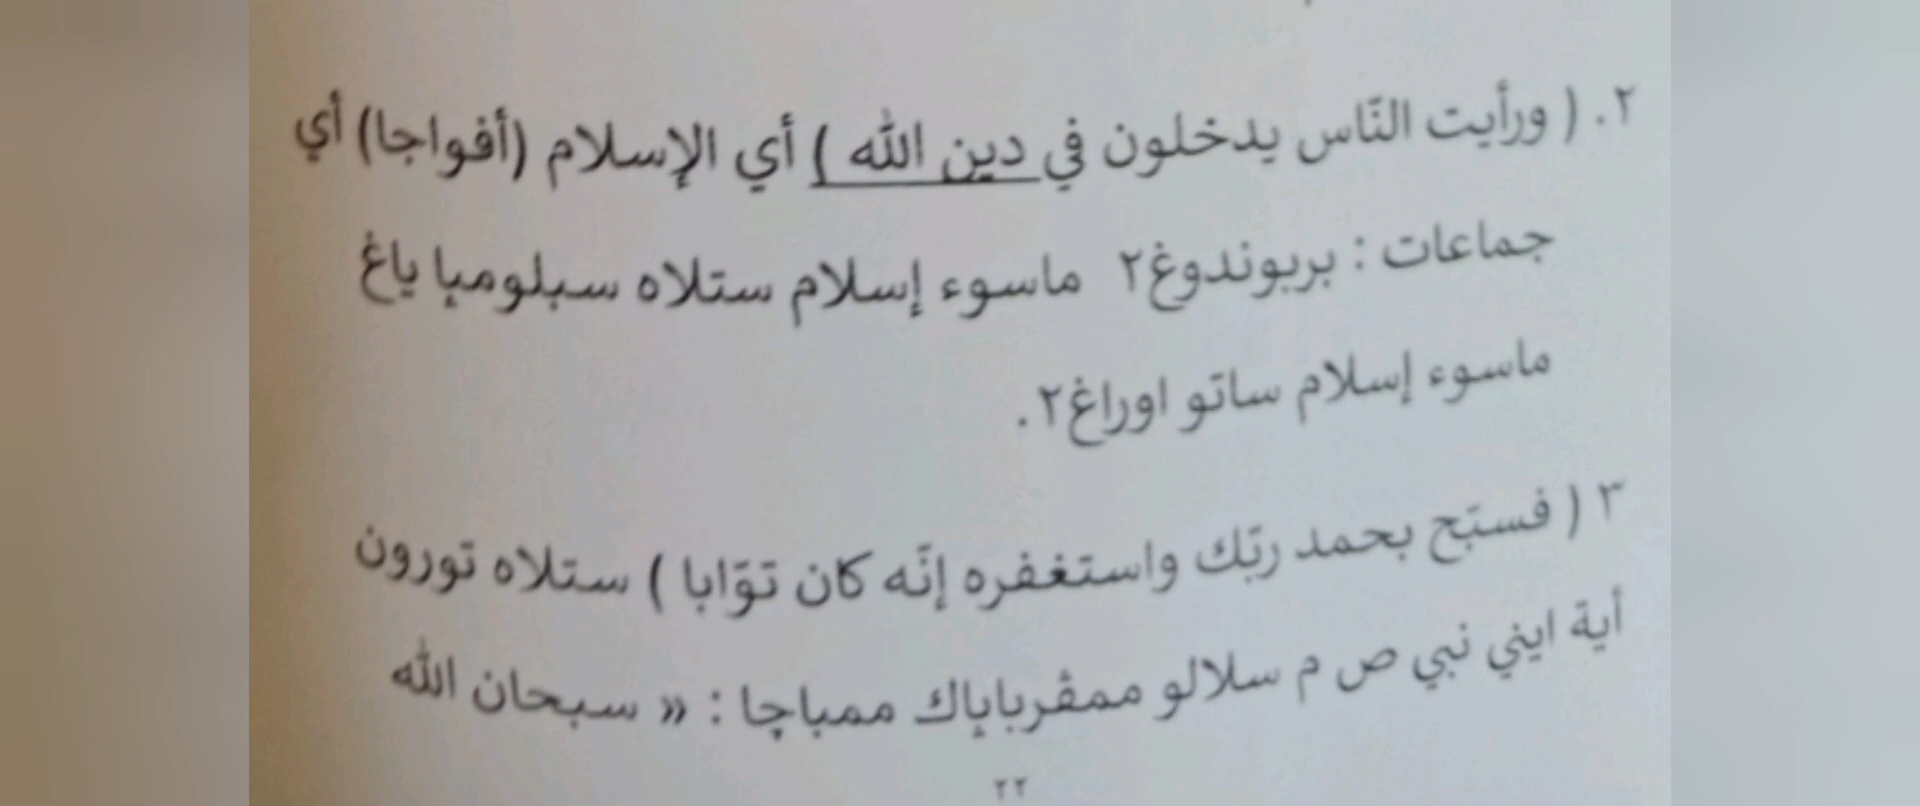 ٢. ( ورأيت النّاس يدخلون في دين الله ) أي الإسلام (أفواجا) أي
جماعات : بربوندوغ٢ ماسوء إسلام ستلاه سبلومڽا ياغ
ماسوء إسلام ساتو اوراغ٢ .
٣ ( فسبّح بحمد ربّك واستغفره إنّه كان توّابا ) ستلاه تورون
أية ايني نبي ص م سلالو ممڤرباڽاك ممباچا : « سبحان الله
٢٢